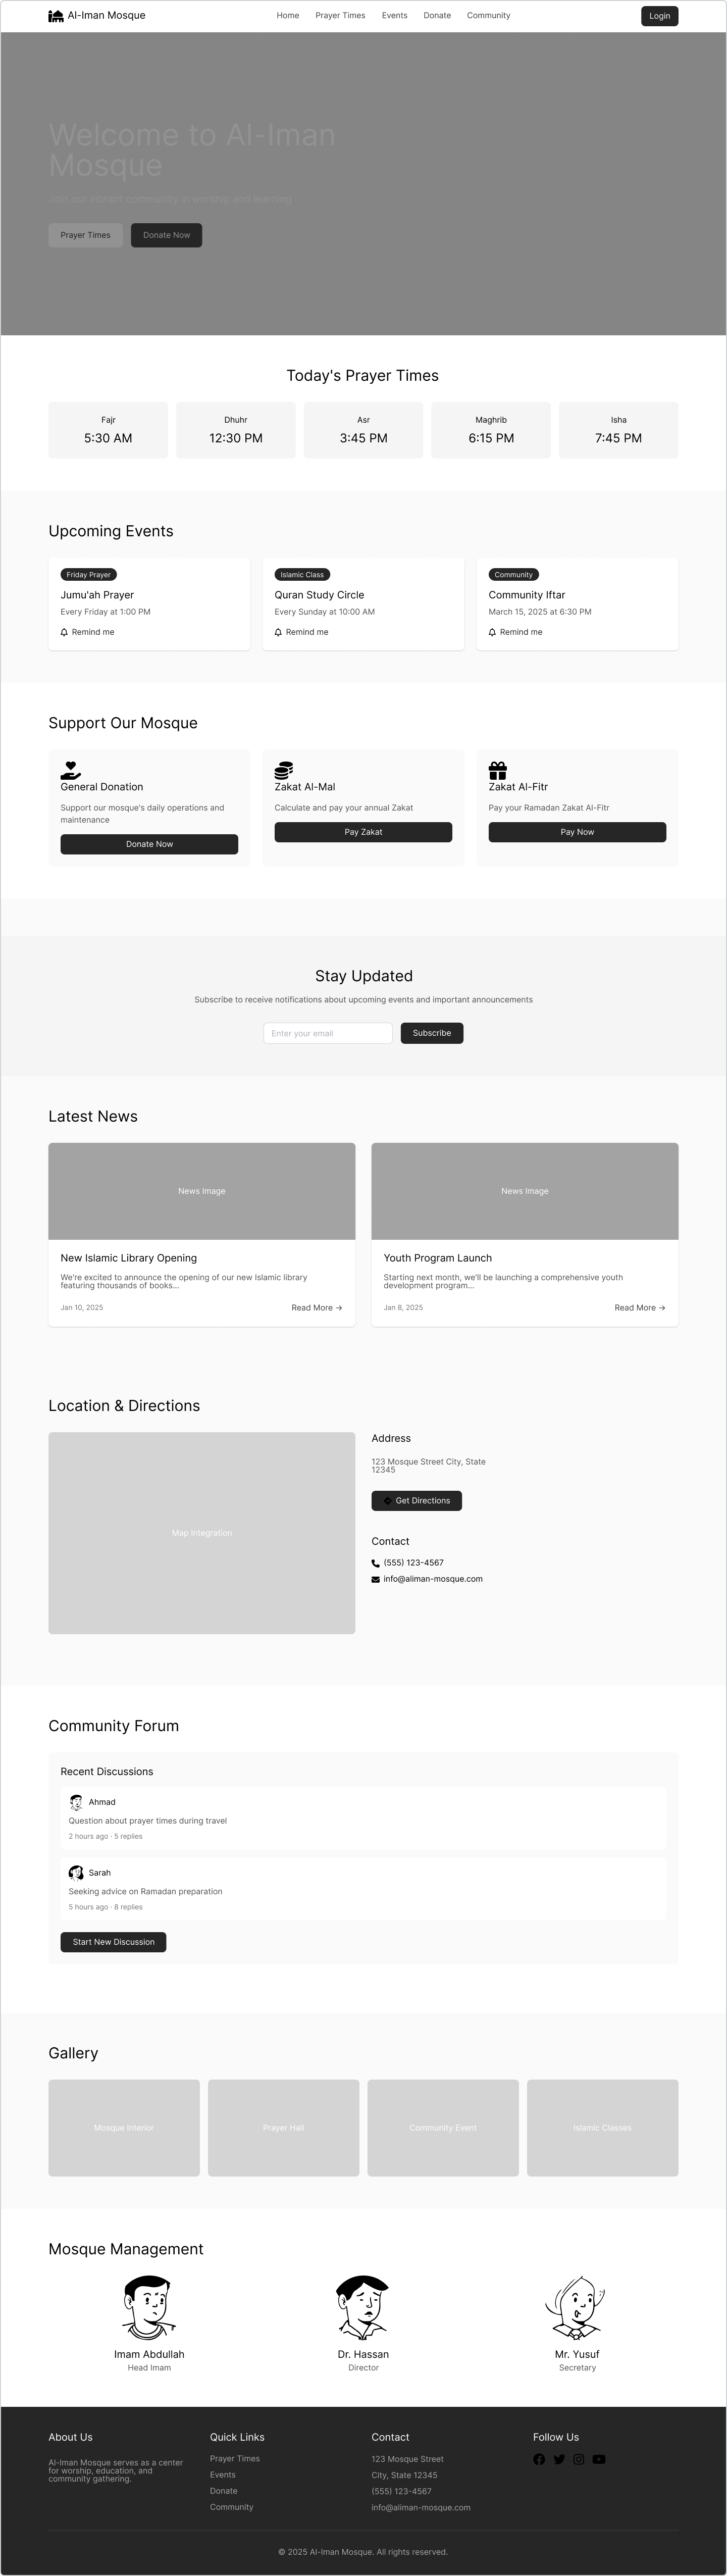 Al-Iman Mosque
Home
Prayer Times
Events
Donate
Community
Login
Welcome to Al-Iman
Mosque
Join our vibrant community in worship and learning
Prayer Times
Donate Now
Today's Prayer Times
Fajr
5:30 AM
Dhuhr
12:30 PM
Asr
3:45 PM
Maghrib
6:15 PM
Isha
7:45 PM
Upcoming Events
Friday Prayer
Jumu'ah Prayer
Every Friday at 1:00 PM
Remind me
Islamic Class
Quran Study Circle
Every Sunday at 10:00 AM
Remind me
Community
Community Iftar
March 15, 2025 at 6:30 PM
Remind me
Support Our Mosque
General Donation
Support our mosque's daily operations and
maintenance
Donate Now
Zakat Al-Mal
Calculate and pay your annual Zakat
Pay Zakat
Zakat Al-Fitr
Pay your Ramadan Zakat Al-Fitr
Pay Now
Stay Updated
Subscribe to receive notifications about upcoming events and important announcements
Enter your email
Subscribe
Latest News
News Image
New Islamic Library Opening
We're excited to announce the opening of our new Islamic library
featuring thousands of books...
Jan 10, 2025
Read More →
News Image
Youth Program Launch
Starting next month, we'll be launching a comprehensive youth
development program...
Jan 8, 2025
Read More →
Location & Directions
Map Integration
Address
123 Mosque Street City, State
12345
Get Directions
Contact
(555) 123-4567
info@aliman-mosque.com
Community Forum
Recent Discussions
Ahmad
Question about prayer times during travel
2 hours ago · 5 replies
Sarah
Seeking advice on Ramadan preparation
5 hours ago · 8 replies
Start New Discussion
Gallery
Mosque Interior
Prayer Hall
Community Event
Islamic Classes
Mosque Management
Imam Abdullah
Head Imam
Dr. Hassan
Director
Mr. Yusuf
Secretary
About Us
Al-Iman Mosque serves as a center
for worship, education, and
community gathering.
Quick Links
Prayer Times
Events
Donate
Community
Contact
123 Mosque Street
City, State 12345
(555) 123-4567
info@aliman-mosque.com
Follow Us
© 2025 Al-Iman Mosque. All rights reserved.